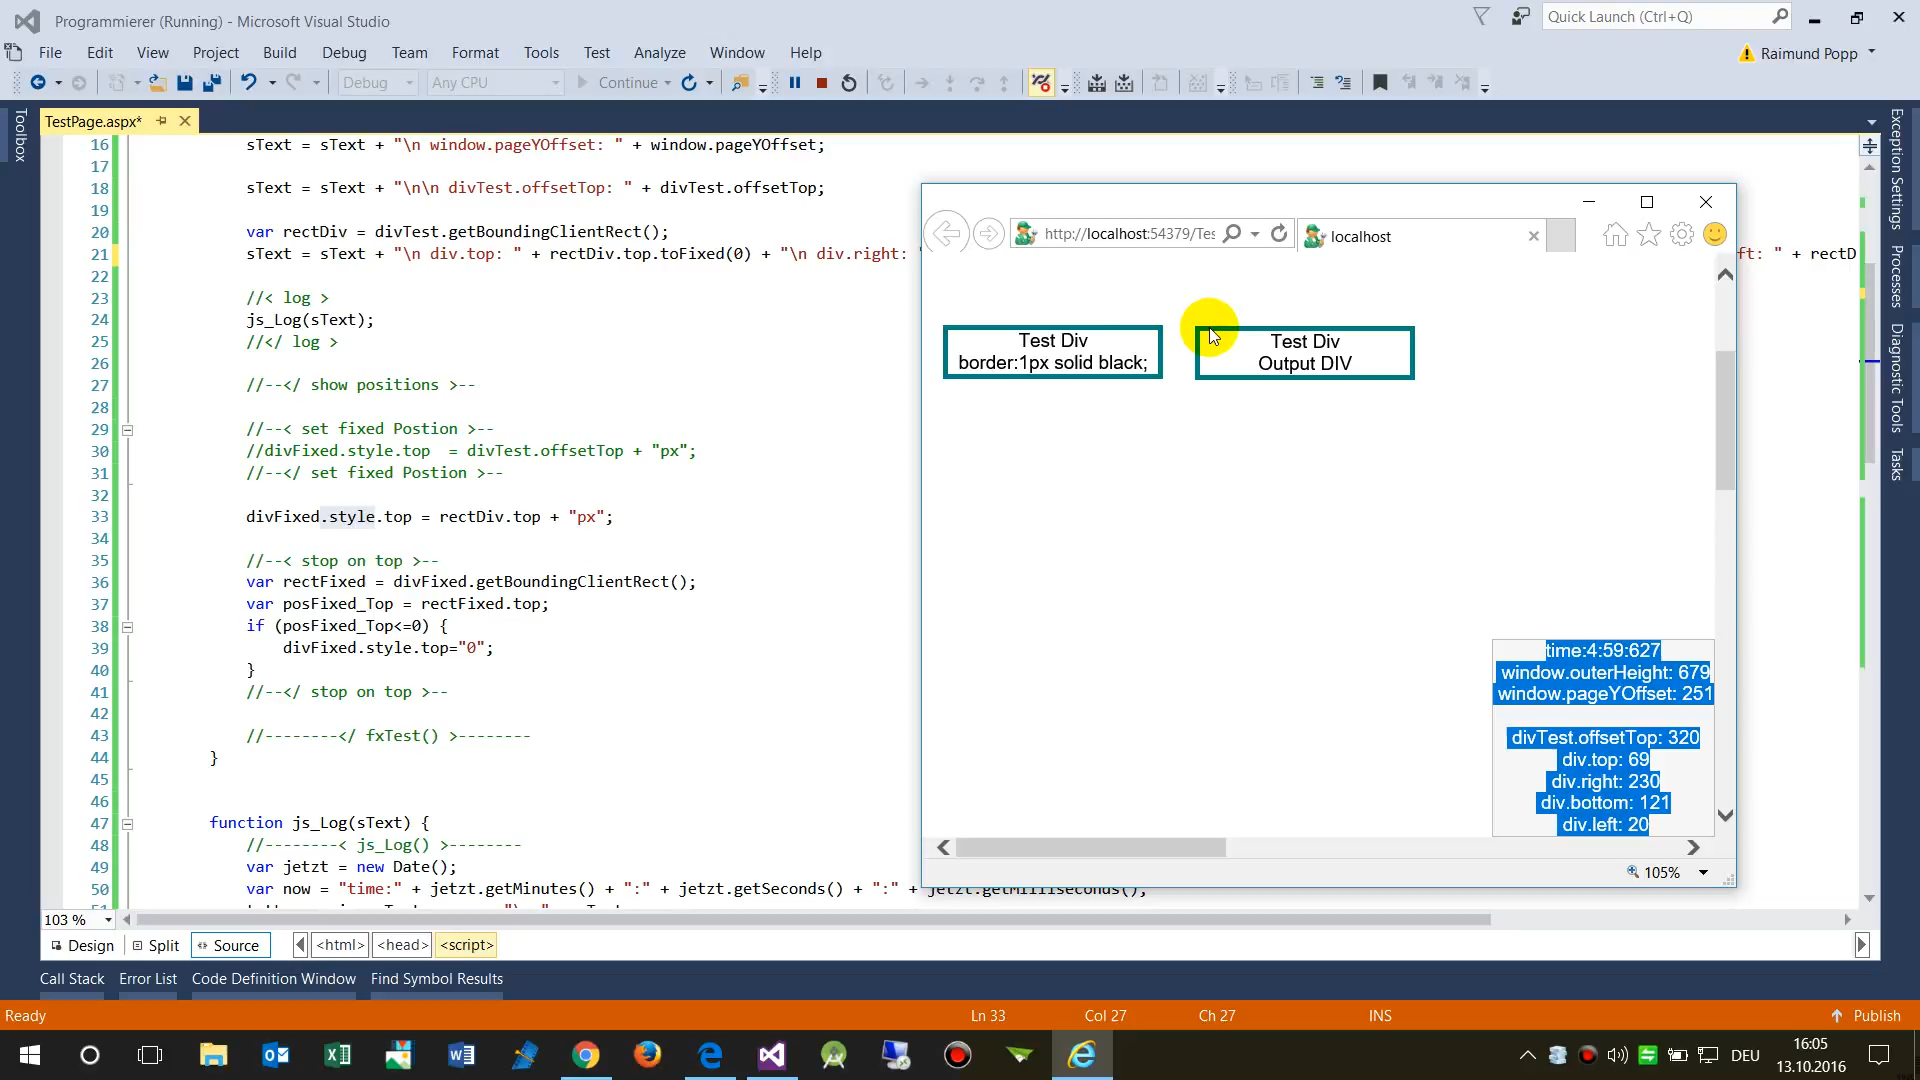 Programmierer (Running) - Microsoft Visual Studio
Quick Launch (Ctrl+Q)
File Edit View Project Build Debug Team Format Tools Test Analyze Window Help
Raimund Popp
Debug
Any CPU
Continue
Toolbox
TestPage.aspx*
16 sText = sText + "\n window.pageYOffset: " + window.pageYOffset;
17
18 sText = sText + "\n\n divTest.offsetTop: " + divTest.offsetTop;
19
20 var rectDiv = divTest.getBoundingClientRect();
21 sText = sText + "\n div.top: " + rectDiv.top.toFixed(0) + "\n div.right: ft: " + rectD
22
23 //< log >
24 js_Log(sText);
25 //</ log >
26
27 //--</ show positions >--
28
29 //--< set fixed Postion >--
30 //divFixed.style.top  = divTest.offsetTop + "px";
31 //--</ set fixed Postion >--
32
33 divFixed.style.top = rectDiv.top + "px";
34
35 //--< stop on top >--
36 var rectFixed = divFixed.getBoundingClientRect();
37 var posFixed_Top = rectFixed.top;
38 if (posFixed_Top<=0) {
39 divFixed.style.top="0";
40 }
41 //--</ stop on top >--
42
43 //--------</ fxTest() >--------
44 }
45
46
47 function js_Log(sText) {
48 //--------< js_Log() >--------
49 var jetzt = new Date();
50 var now = "time:" + jetzt.getMinutes() + ":" + jetzt.getSeconds() + ":" + jetzt.getMilliseconds();
http://localhost:54379/Tes
localhost
Test Div
border:1px solid black;
Test Div
Output DIV
time:4:59:627
window.outerHeight: 679
window.pageYOffset: 251
divTest.offsetTop: 320
div.top: 69
div.right: 230
div.bottom: 121
div.left: 20
105%
Exception Settings
Processes
Diagnostic Tools
Tasks
103 %
Design Split Source <html> <head> <script>
Call Stack Error List Code Definition Window Find Symbol Results
Ready Ln 33 Col 27 Ch 27 INS Publish
DEU
16:05
13.10.2016